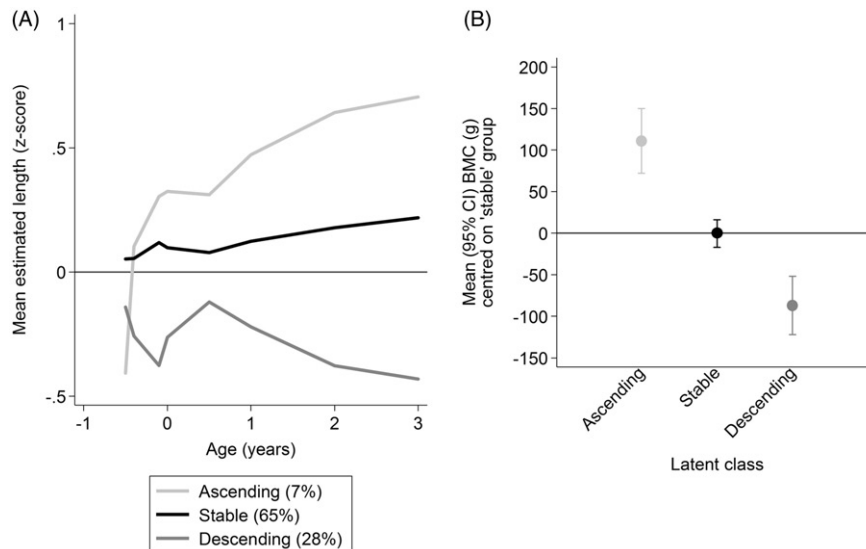 (A)
1
.5
0
-.5
Mean estimated length (z-score)
-1
0
1
2
3
Age (years)
Ascending (7%)
Stable (65%)
Descending (28%)
(B)
200
150
100
50
0
-50
-100
-150
Mean (95% CI) BMC (g)
centred on 'stable' group
Ascending
Stable
Descending
Latent class